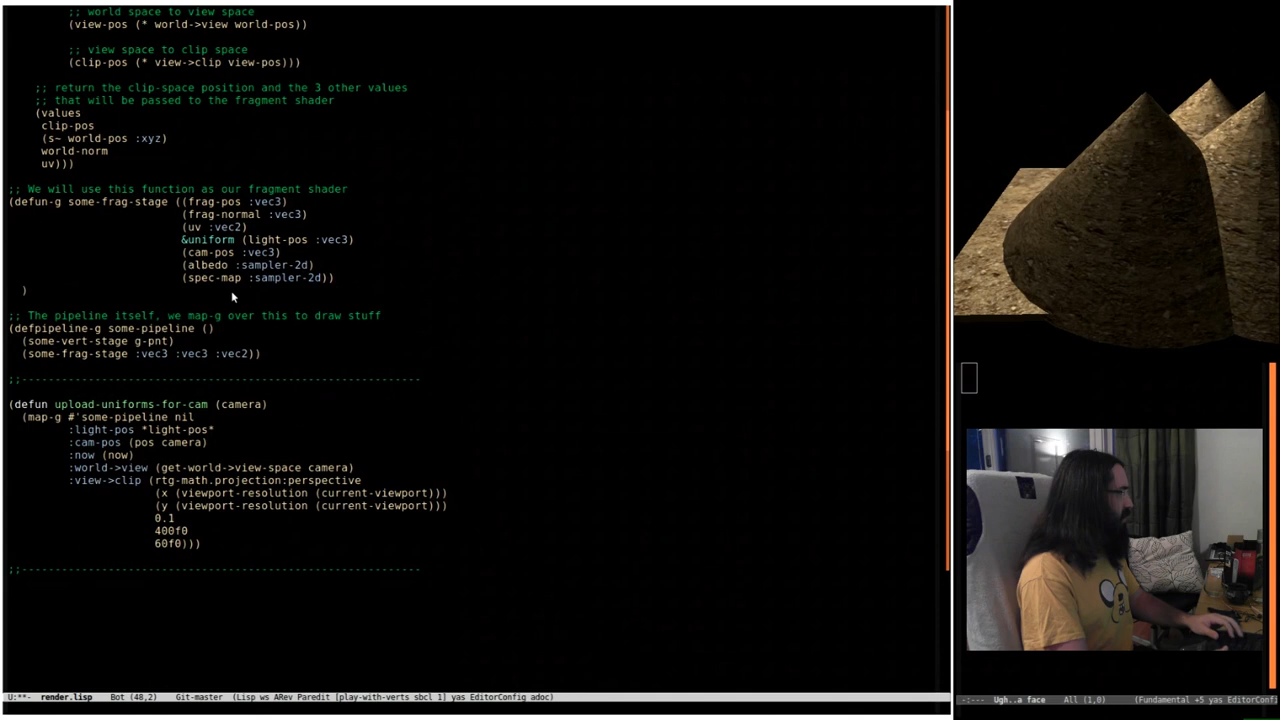 ;; world space to view space
(view-pos (* world->view world-pos))
;; view space to clip space
(clip-pos (* view->clip view-pos)))
;; return the clip-space position and the 3 other values
;; that will be passed to the fragment shader
(values
clip-pos
(s~ world-pos :xyz)
world-norm
uv)))
;; We will use this function as our fragment shader
(defun-g some-frag-stage ((frag-pos :vec3)
(frag-normal :vec3)
(uv :vec2)
&uniform (light-pos :vec3)
(cam-pos :vec3)
(albedo :sampler-2d)
(spec-map :sampler-2d))
)
;; The pipeline itself, we map-g over this to draw stuff
(defpipeline-g some-pipeline ()
(some-vert-stage g-pnt)
(some-frag-stage :vec3 :vec3 :vec2))
;;------------------------------------------------------------
(defun upload-uniforms-for-cam (camera)
(map-g #'some-pipeline nil
:light-pos *light-pos*
:cam-pos (pos camera)
:now (now)
:world->view (get-world->view-space camera)
:view->clip (rtg-math.projection:perspective
(x (viewport-resolution (current-viewport)))
(y (viewport-resolution (current-viewport)))
0.1
400f0
60f0)))
;;------------------------------------------------------------
U:**- render.lisp Bot (48,2) Git-master (Lisp ws ARev Paredit [play-with-verts sbcl 1] yas EditorConfig adoc)
-:--- Ugh..a face All (1,0) (Fundamental +5 yas EditorConf